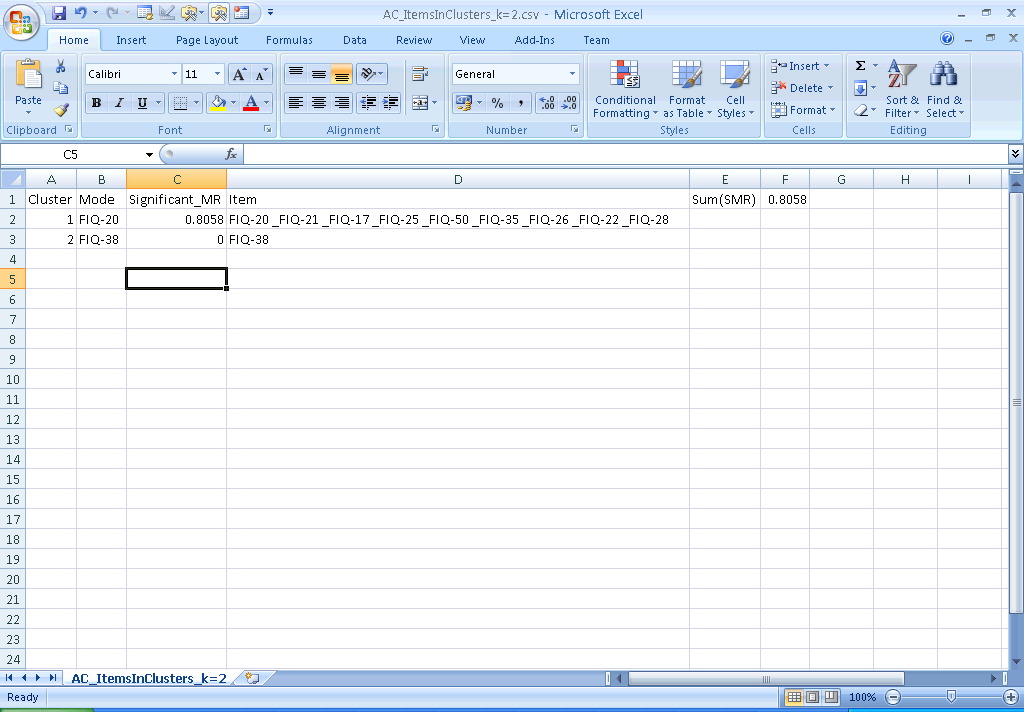 AC_ItemsInClusters_k=2.csv - Microsoft Excel
Home Insert Page Layout Formulas Data Review View Add-Ins Team
Calibri 11 General Insert Σ
Delete
Paste B I U % , Conditional Formatting Format as Table Cell Styles Format Sort & Filter Find & Select
Clipboard Font Alignment Number Styles Cells Editing
C5 fx
A B C D E F G H I
1 Cluster Mode Significant_MR Item Sum(SMR) 0.8058
2 1 FIQ-20 0.8058 FIQ-20 _FIQ-21 _FIQ-17 _FIQ-25 _FIQ-50 _FIQ-35 _FIQ-26 _FIQ-22 _FIQ-28
3 2 FIQ-38 0 FIQ-38
4
5
6
7
8
9
10
11
12
13
14
15
16
17
18
19
20
21
22
23
24
AC_ItemsInClusters_k=2
Ready 100%